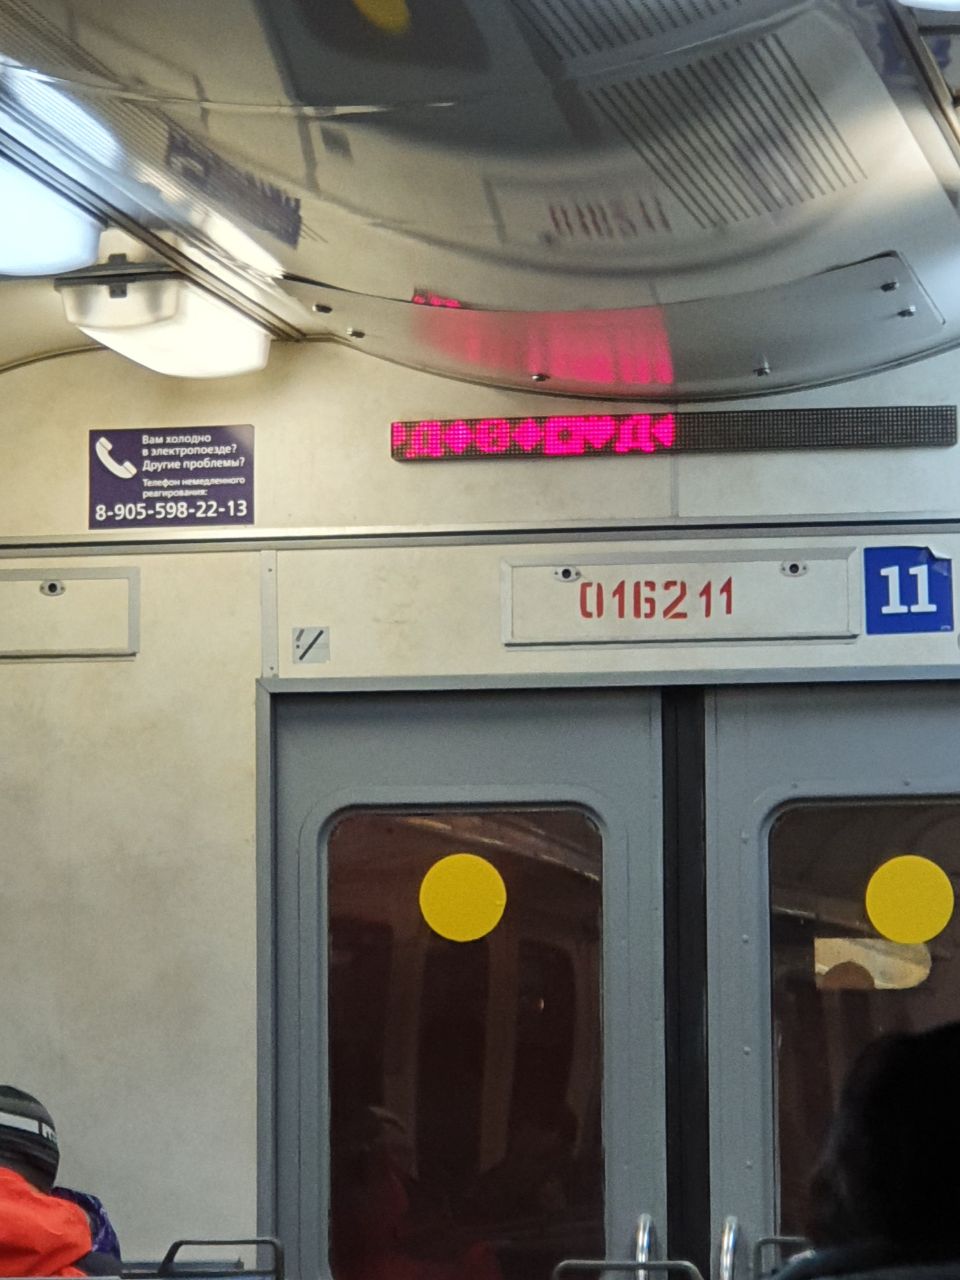 Вам холодно
в электропоезде?
Другие проблемы?
Телефон немедленного
реагирования:
8-905-598-22-13
016211
11